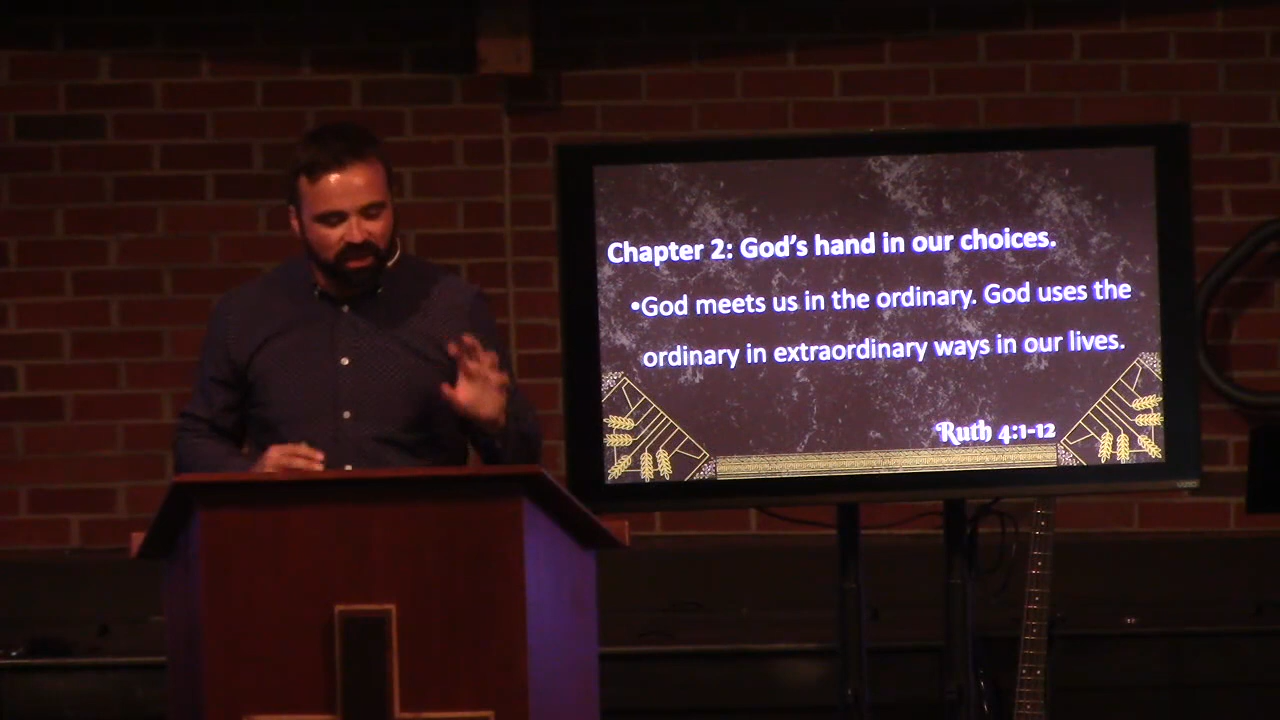 Chapter 2: God's hand in our choices.
•God meets us in the ordinary. God uses the
ordinary in extraordinary ways in our lives.
Ruth 4:1-12